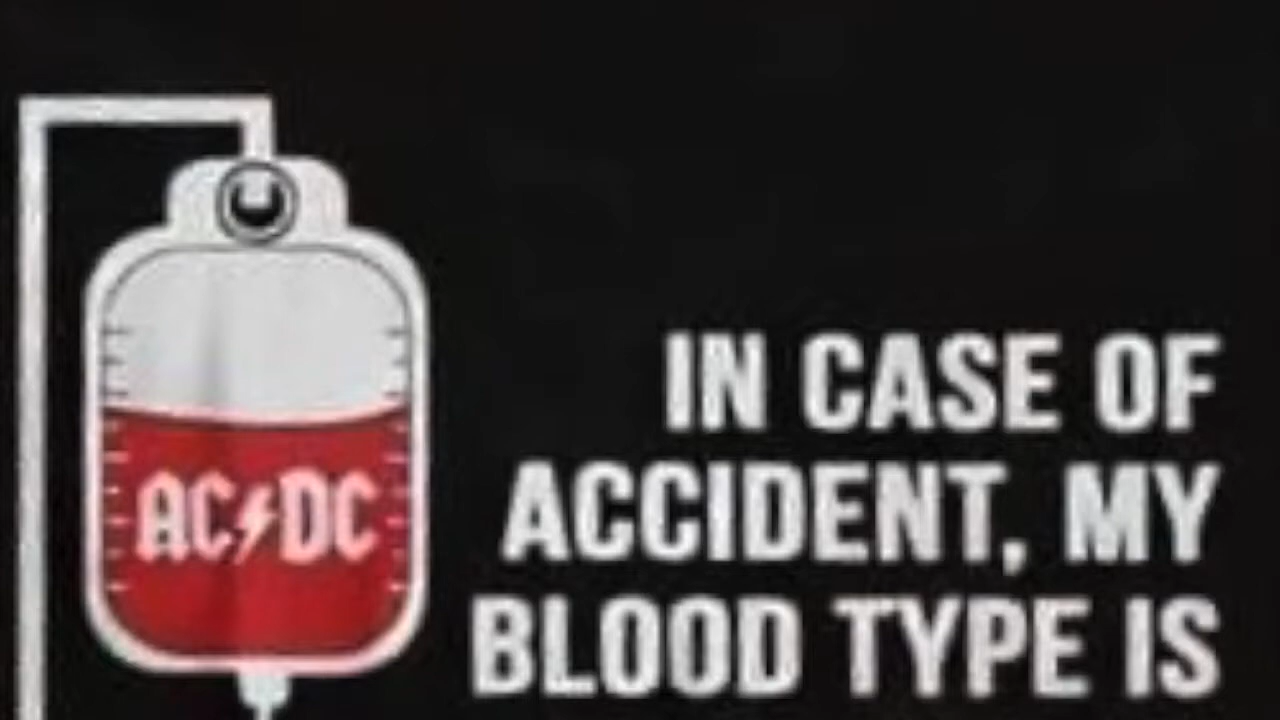 AC⚡DC
IN CASE OF
ACCIDENT, MY
BLOOD TYPE IS